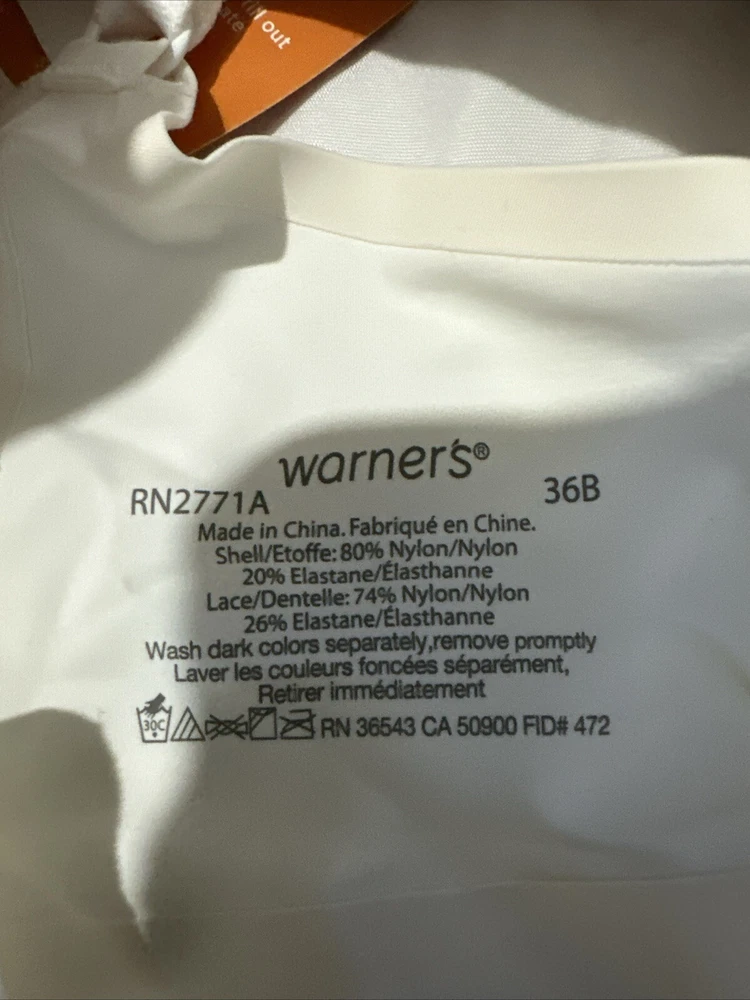 out
warner's®
RN2771A
36B
Made in China. Fabriqué en Chine.
Shell/Etoffe: 80% Nylon/Nylon
20% Elastane/Élasthanne
Lace/Dentelle: 74% Nylon/Nylon
26% Elastane/Élasthanne
Wash dark colors separately,remove promptly
Laver les couleurs foncées séparément,
Retirer immédiatement
30C RN 36543 CA 50900 FID# 472